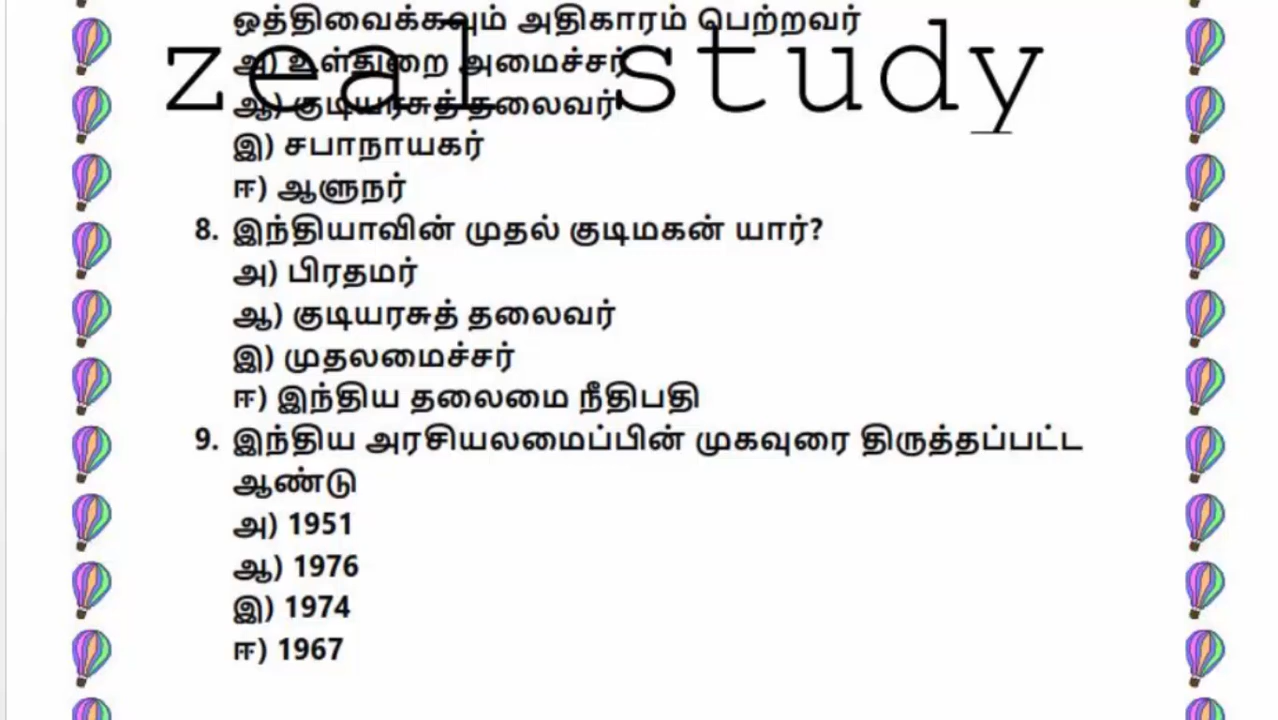 ஒத்திவைக்கவும் அதிகாரம் பெற்றவர்
zeal study
அ) உள்துறை அமைச்சர்
ஆ) குடியரசுத் தலைவர்
இ) சபாநாயகர்
ஈ) ஆளுநர்
8. இந்தியாவின் முதல் குடிமகன் யார்?
அ) பிரதமர்
ஆ) குடியரசுத் தலைவர்
இ) முதலமைச்சர்
ஈ) இந்திய தலைமை நீதிபதி
9. இந்திய அரசியலமைப்பின் முகவுரை திருத்தப்பட்ட
ஆண்டு
அ) 1951
ஆ) 1976
இ) 1974
ஈ) 1967